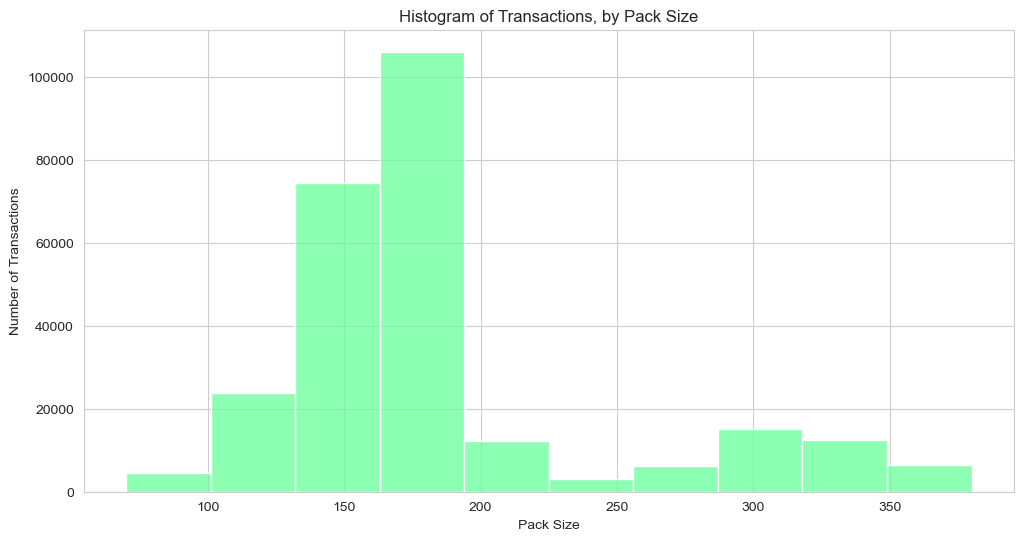 Histogram of Transactions, by Pack Size
Number of Transactions
100000
80000
60000
40000
20000
0
100 150 200 250 300 350
Pack Size